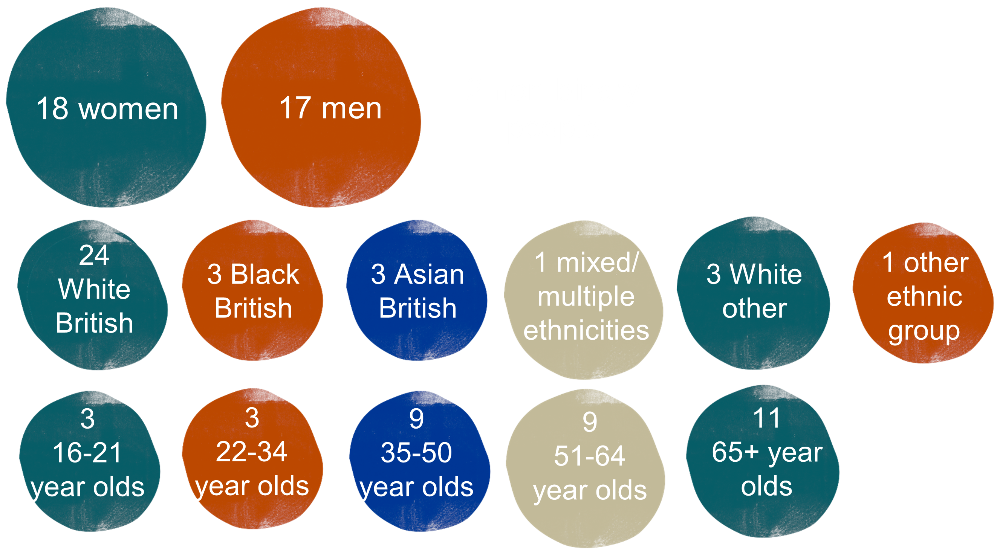 18 women
17 men
24
White
British
3 Black
British
3 Asian
British
1 mixed/
multiple
ethnicities
3 White
other
1 other
ethnic
group
3
16-21
year olds
3
22-34
year olds
9
35-50
year olds
9
51-64
year olds
11
65+ year
olds